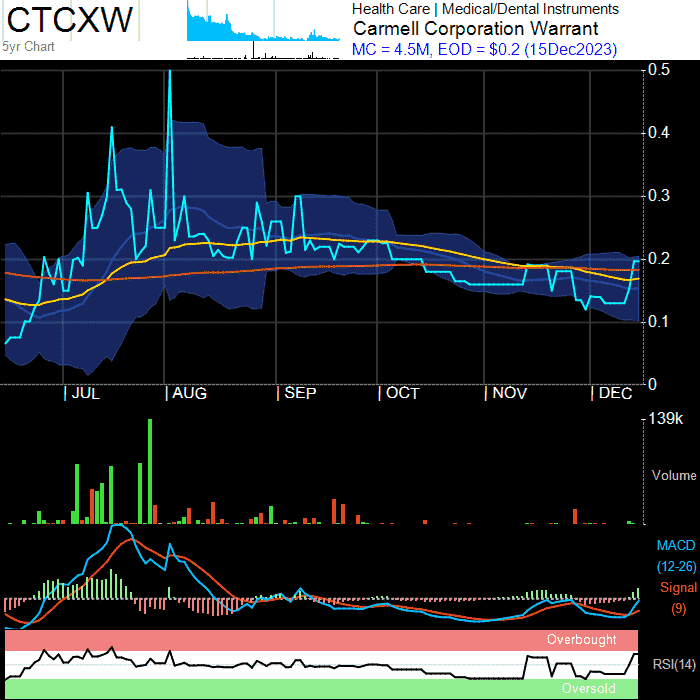 CTCXW
5yr Chart
Health Care | Medical/Dental Instruments
Carmell Corporation Warrant
MC = 4.5M, EOD = $0.2 (15Dec2023)
0.5
0.4
0.3
0.2
0.1
0
| JUL | AUG | SEP | OCT | NOV | DEC
139k
Volume
MACD
(12-26)
Signal
(9)
Overbought
RSI(14)
Oversold